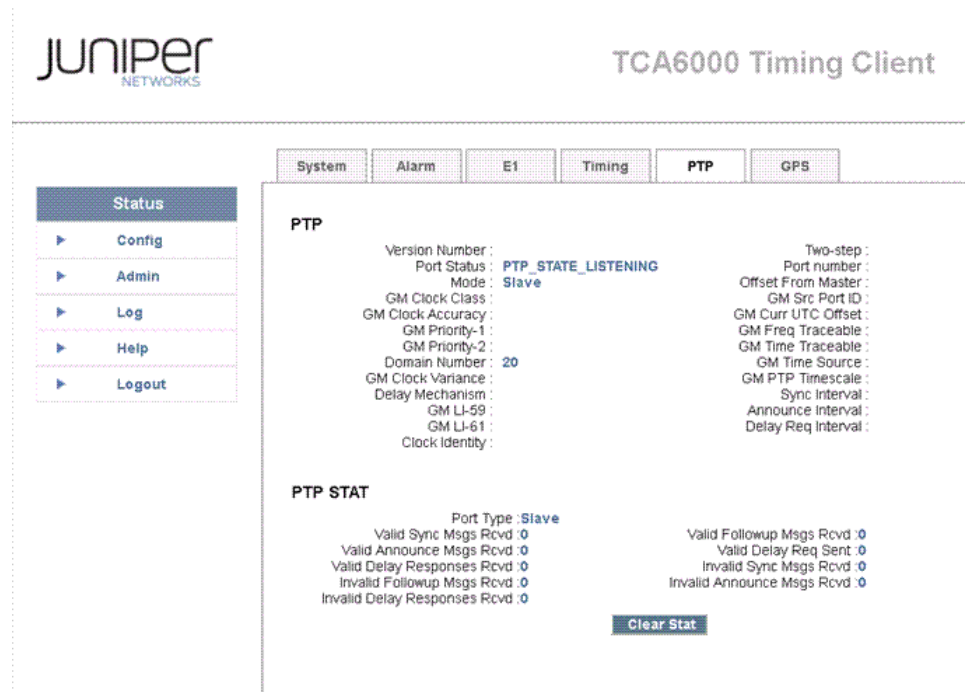 JUNIPer
NETWORKS
TCA6000 Timing Client
System Alarm E1 Timing PTP GPS
Status
Config
Admin
Log
Help
Logout
PTP
Version Number : Two-step :
Port Status : PTP_STATE_LISTENING Port number :
Mode : Slave Offset From Master :
GM Clock Class : GM Src Port ID :
GM Clock Accuracy : GM Curr UTC Offset :
GM Priority-1 : GM Freq Traceable :
GM Priority-2 : GM Time Traceable :
Domain Number : 20 GM Time Source :
GM Clock Variance : GM PTP Timescale :
Delay Mechanism : Sync Interval :
GM LI-59 : Announce Interval :
GM LI-61 : Delay Req Interval :
Clock Identity :
PTP STAT
Port Type :Slave
Valid Sync Msgs Rcvd :0 Valid Followup Msgs Rcvd :0
Valid Announce Msgs Rcvd :0 Valid Delay Req Sent :0
Valid Delay Responses Rcvd :0 Invalid Sync Msgs Rcvd :0
Invalid Followup Msgs Rcvd :0 Invalid Announce Msgs Rcvd :0
Invalid Delay Responses Rcvd :0
Clear Stat